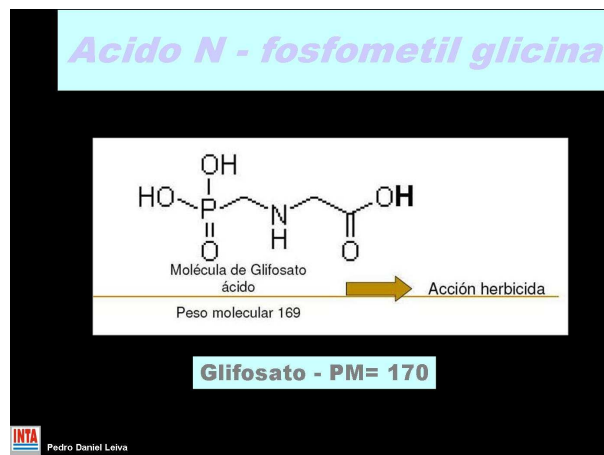 Acido N - fosfometil glicina
OH
HO P N OH
O H O
Molécula de Glifosato
ácido
Acción herbicida
Peso molecular 169
Glifosato - PM= 170
INTA
Pedro Daniel Leiva